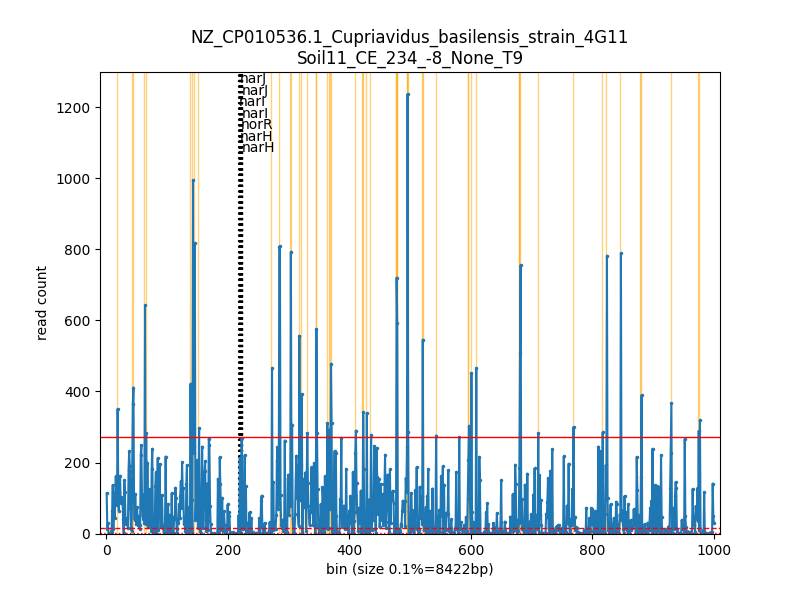 NZ_CP010536.1_Cupriavidus_basilensis_strain_4G11
Soil11_CE_234_-8_None_T9
narJ
narJ
narI
narI
norR
narH
narH
1200
1000
800
600
400
200
0
read count
0 200 400 600 800 1000
bin (size 0.1%=8422bp)